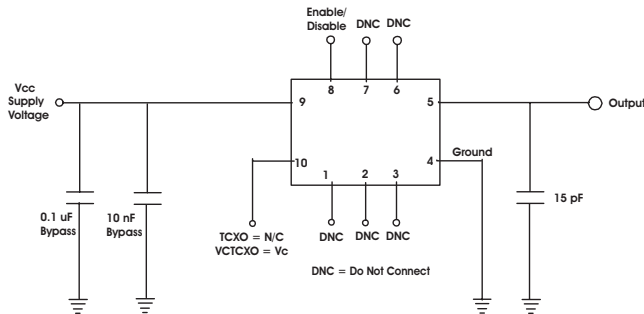 Enable/
Disable
DNC
DNC
8
7
6
Vcc
Supply
Voltage
9
5
Output
10
4
Ground
1
2
3
0.1 uF
Bypass
10 nF
Bypass
15 pF
TCXO = N/C
VCTCXO = Vc
DNC
DNC
DNC
DNC = Do Not Connect